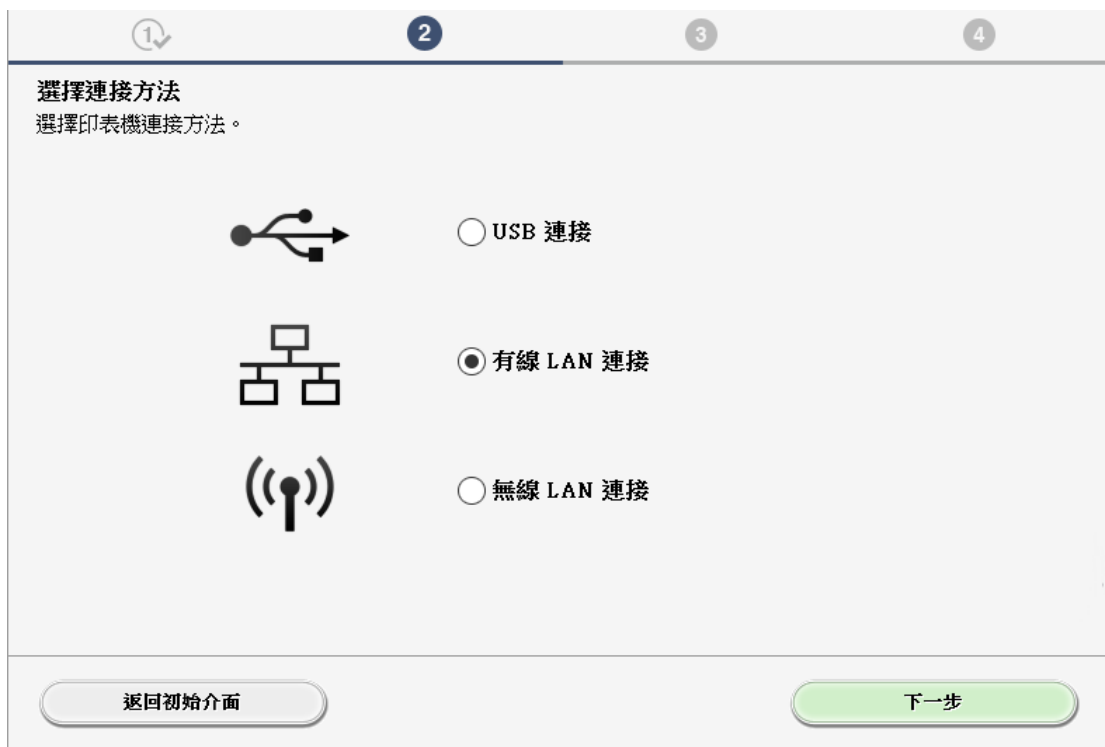 1
2
3
4
選擇連接方法
選擇印表機連接方法。
USB 連接
有線 LAN 連接
無線 LAN 連接
返回初始介面
下一步